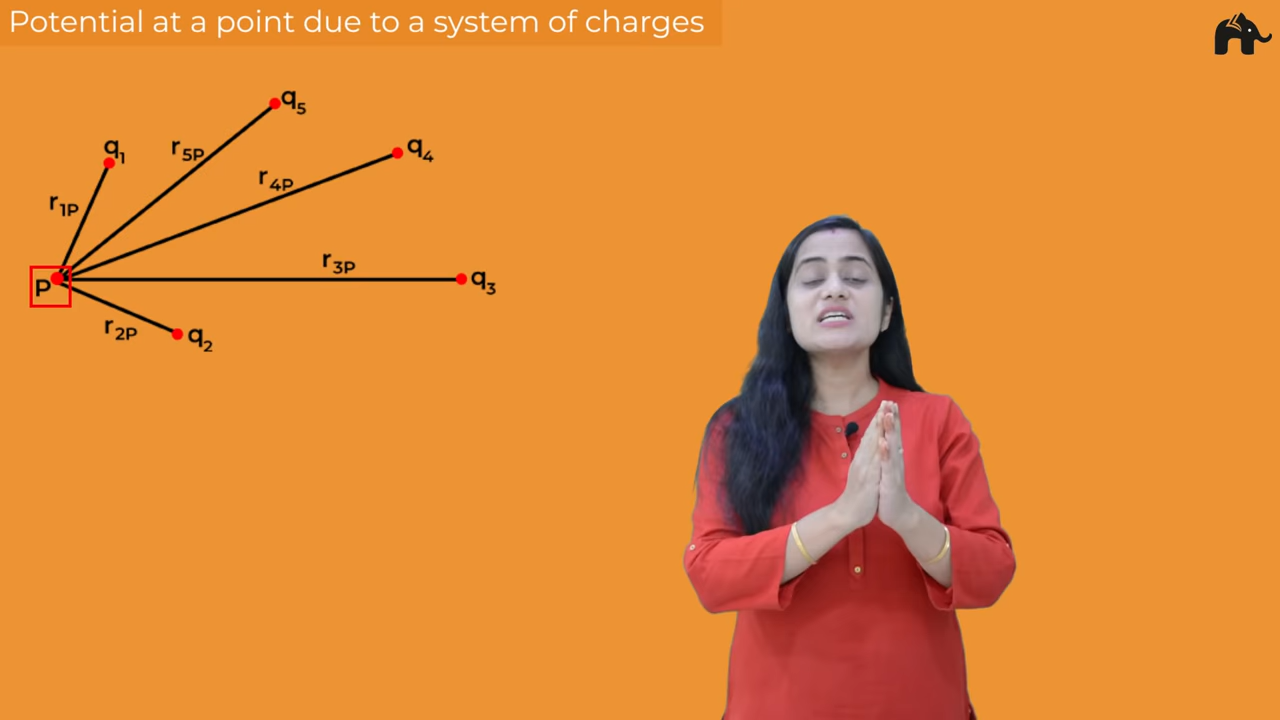 Potential at a point due to a system of charges
q5
q1
r5P
q4
r4P
r1P
r3P
q3
P
r2P
q2